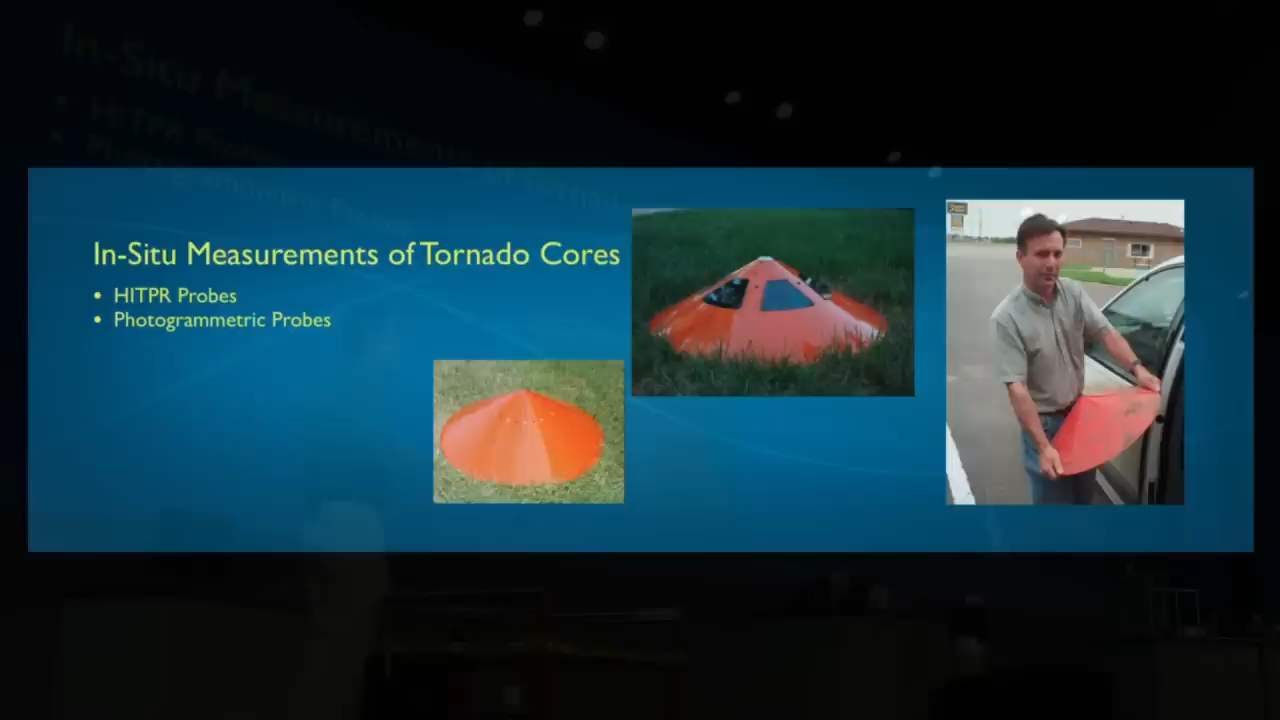 In-Situ Measurements of Tornado Cores
• HITPR Probes
• Photogrammetric Probes